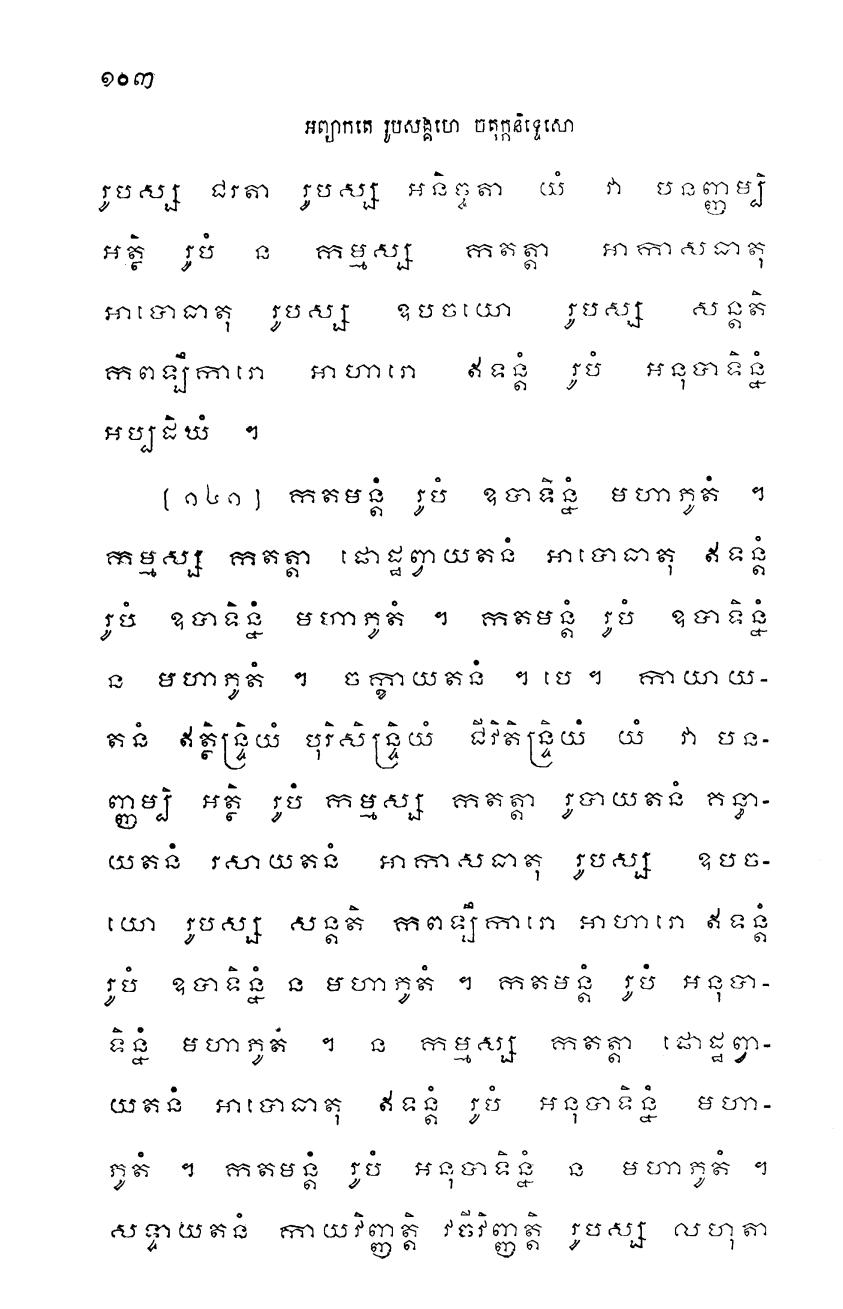 ១០៣
អព្យាកតេ រូបសង្គហេ ចតុក្កនិទ្ទេសោ
រូបស្ស ជរតា រូបស្ស អនិច្ចតា យំ វា បនញ្ញម្បិ
អត្ថិ រូបំ ន កម្មស្ស កតត្តា អាកាសធាតុ
អាបោធាតុ រូបស្ស ឧបចយោ រូបស្ស សន្តតិ
កពឡឹការោ អាហារោ ឥទន្តំ រូបំ អនុបាទិន្នំ
អប្បដិឃំ ។
[ ១៤១ ] កតមន្តំ រូបំ ឧបាទិន្នំ មហាភូតំ ។
កម្មស្ស កតត្តា ផោដ្ឋព្វាយតនំ អាបោធាតុ ឥទន្តំ
រូបំ ឧបាទិន្នំ មហាភូតំ ។ កតមន្តំ រូបំ ឧបាទិន្នំ
ន មហាភូតំ ។ ចក្ខាយតនំ ។ បេ ។ កាយាយ-
តនំ ឥត្ថិន្ទ្រិយំ បុរិសិន្ទ្រិយំ ជីវិតិន្ទ្រិយំ យំ វា បន-
ញ្ញម្បិ អត្ថិ រូបំ កម្មស្ស កតត្តា រូបាយតនំ គន្ធា-
យតនំ រសាយតនំ អាកាសធាតុ រូបស្ស ឧបច-
យោ រូបស្ស សន្តតិ កពឡឹការោ អាហារោ ឥទន្តំ
រូបំ ឧបាទិន្នំ ន មហាភូតំ ។ កតមន្តំ រូបំ អនុបា-
ទិន្នំ មហាភូតំ ។ ន កម្មស្ស កតត្តា ផោដ្ឋព្វា-
យតនំ អាបោធាតុ ឥទន្តំ រូបំ អនុបាទិន្នំ មហា-
ភូតំ ។ កតមន្តំ រូបំ អនុបាទិន្នំ ន មហាភូតំ ។
សទ្ទាយតនំ កាយវិញ្ញត្តិ វចីវិញ្ញត្តិ រូបស្ស លហុតា